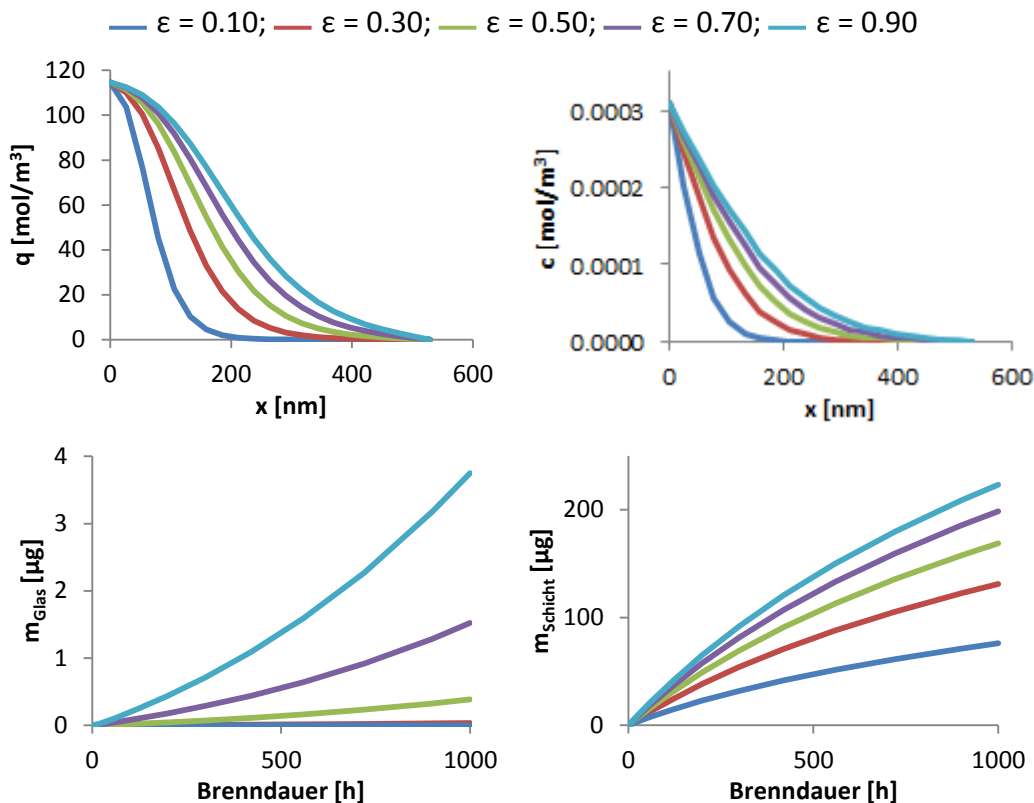 ε = 0.10; ε = 0.30; ε = 0.50; ε = 0.70; ε = 0.90
q [mol/m³]
120
100
80
60
40
20
0
0 200 400 600
x [nm]
c [mol/m³]
0.0003
0.0002
0.0001
0.0000
0 200 400 600
x [nm]
m_Glas [µg]
4
3
2
1
0
0 500 1000
Brenndauer [h]
m_Schicht [µg]
200
100
0
0 500 1000
Brenndauer [h]